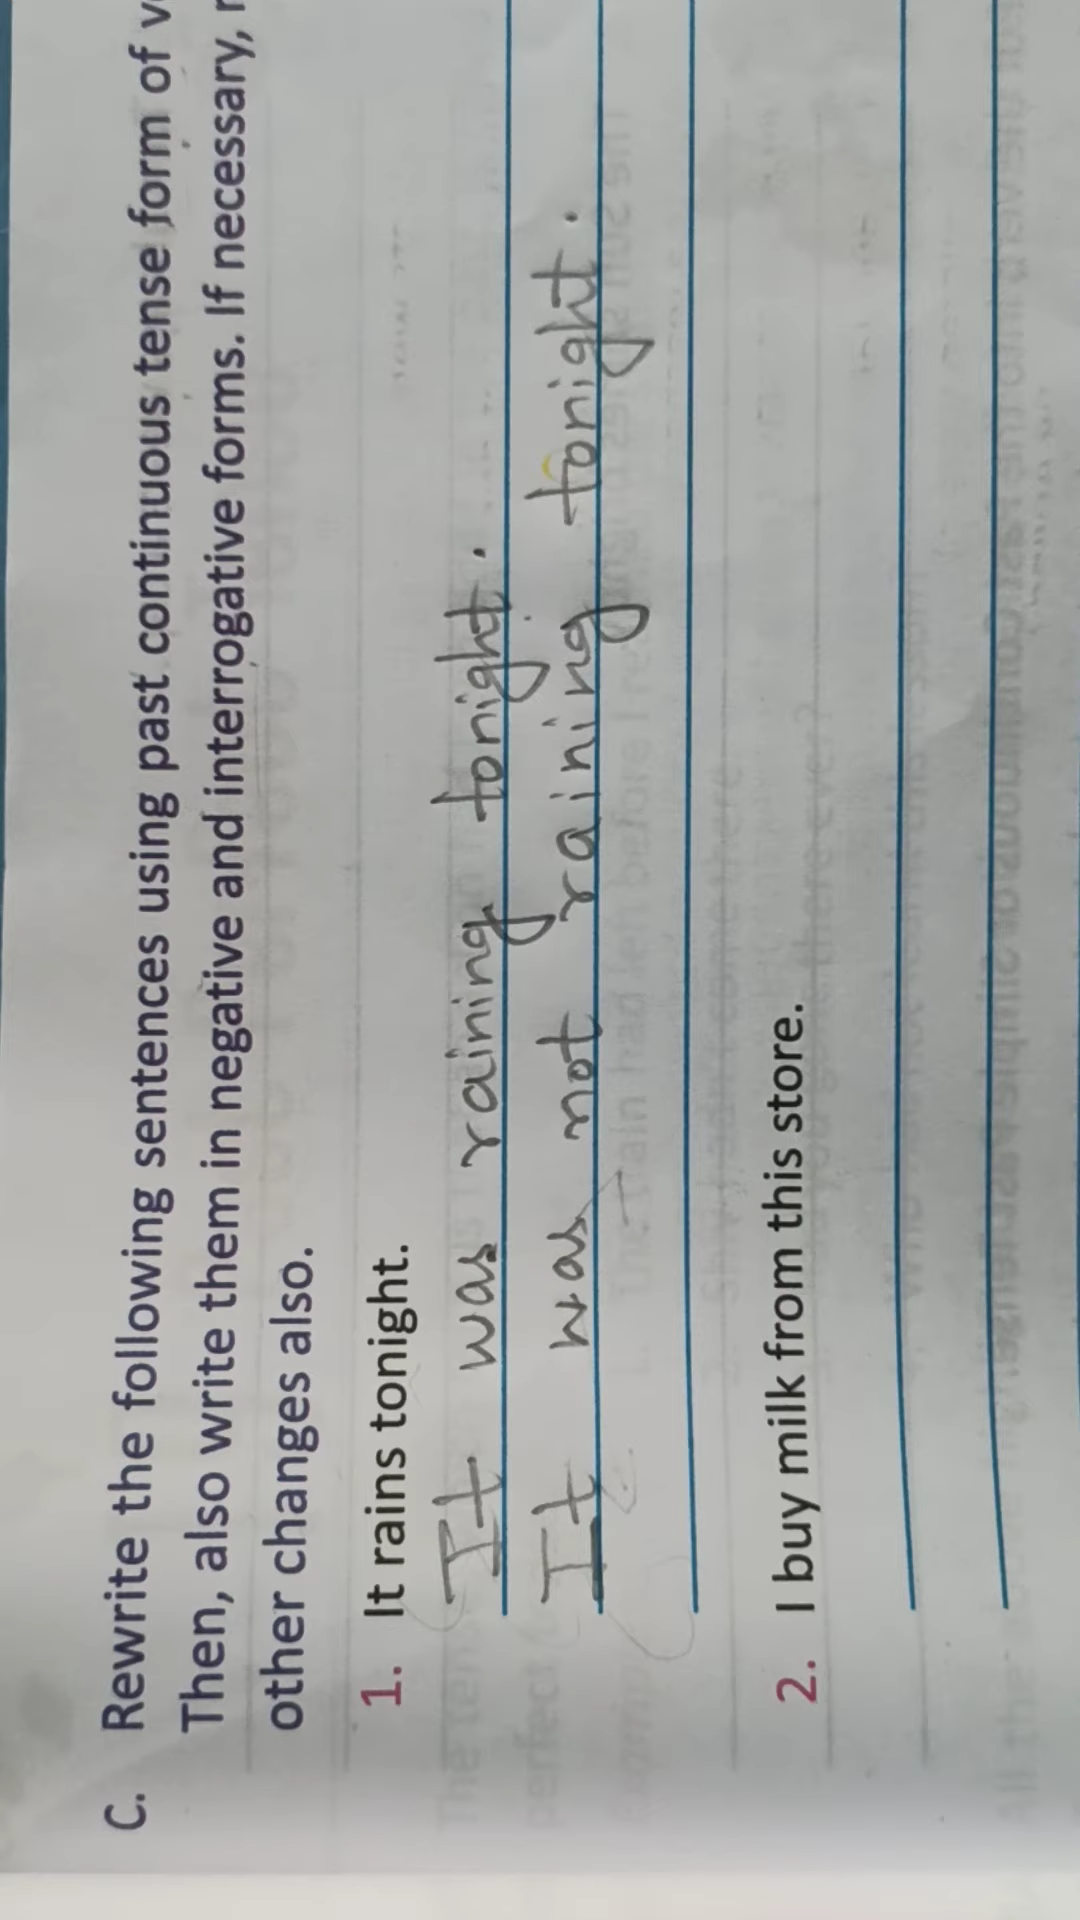 C. Rewrite the following sentences using past continuous tense form of
Then, also write them in negative and interrogative forms. If necessary,
other changes also.
1. It rains tonight.
It was raining tonight.
It was not raining tonight.
2. I buy milk from this store.